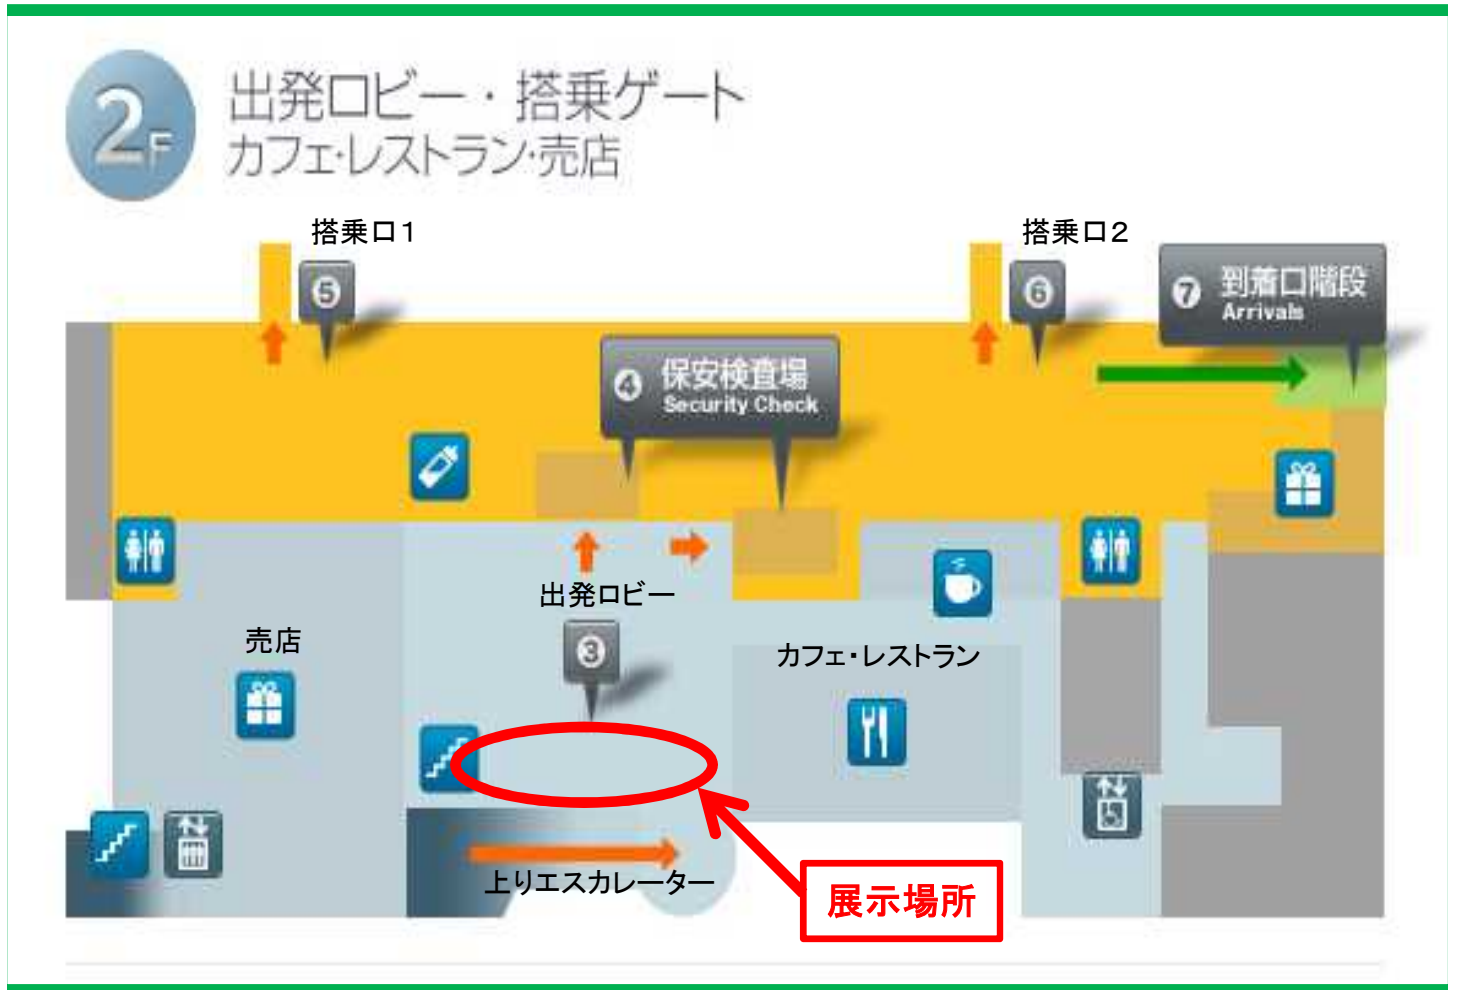 2F
出発ロビー・搭乗ゲート
カフェ・レストラン・売店
搭乗口1
搭乗口2
5
6
7 到着口階段
Arrivals
4 保安検査場
Security Check
出発ロビー
3
売店
カフェ・レストラン
上りエスカレーター
展示場所